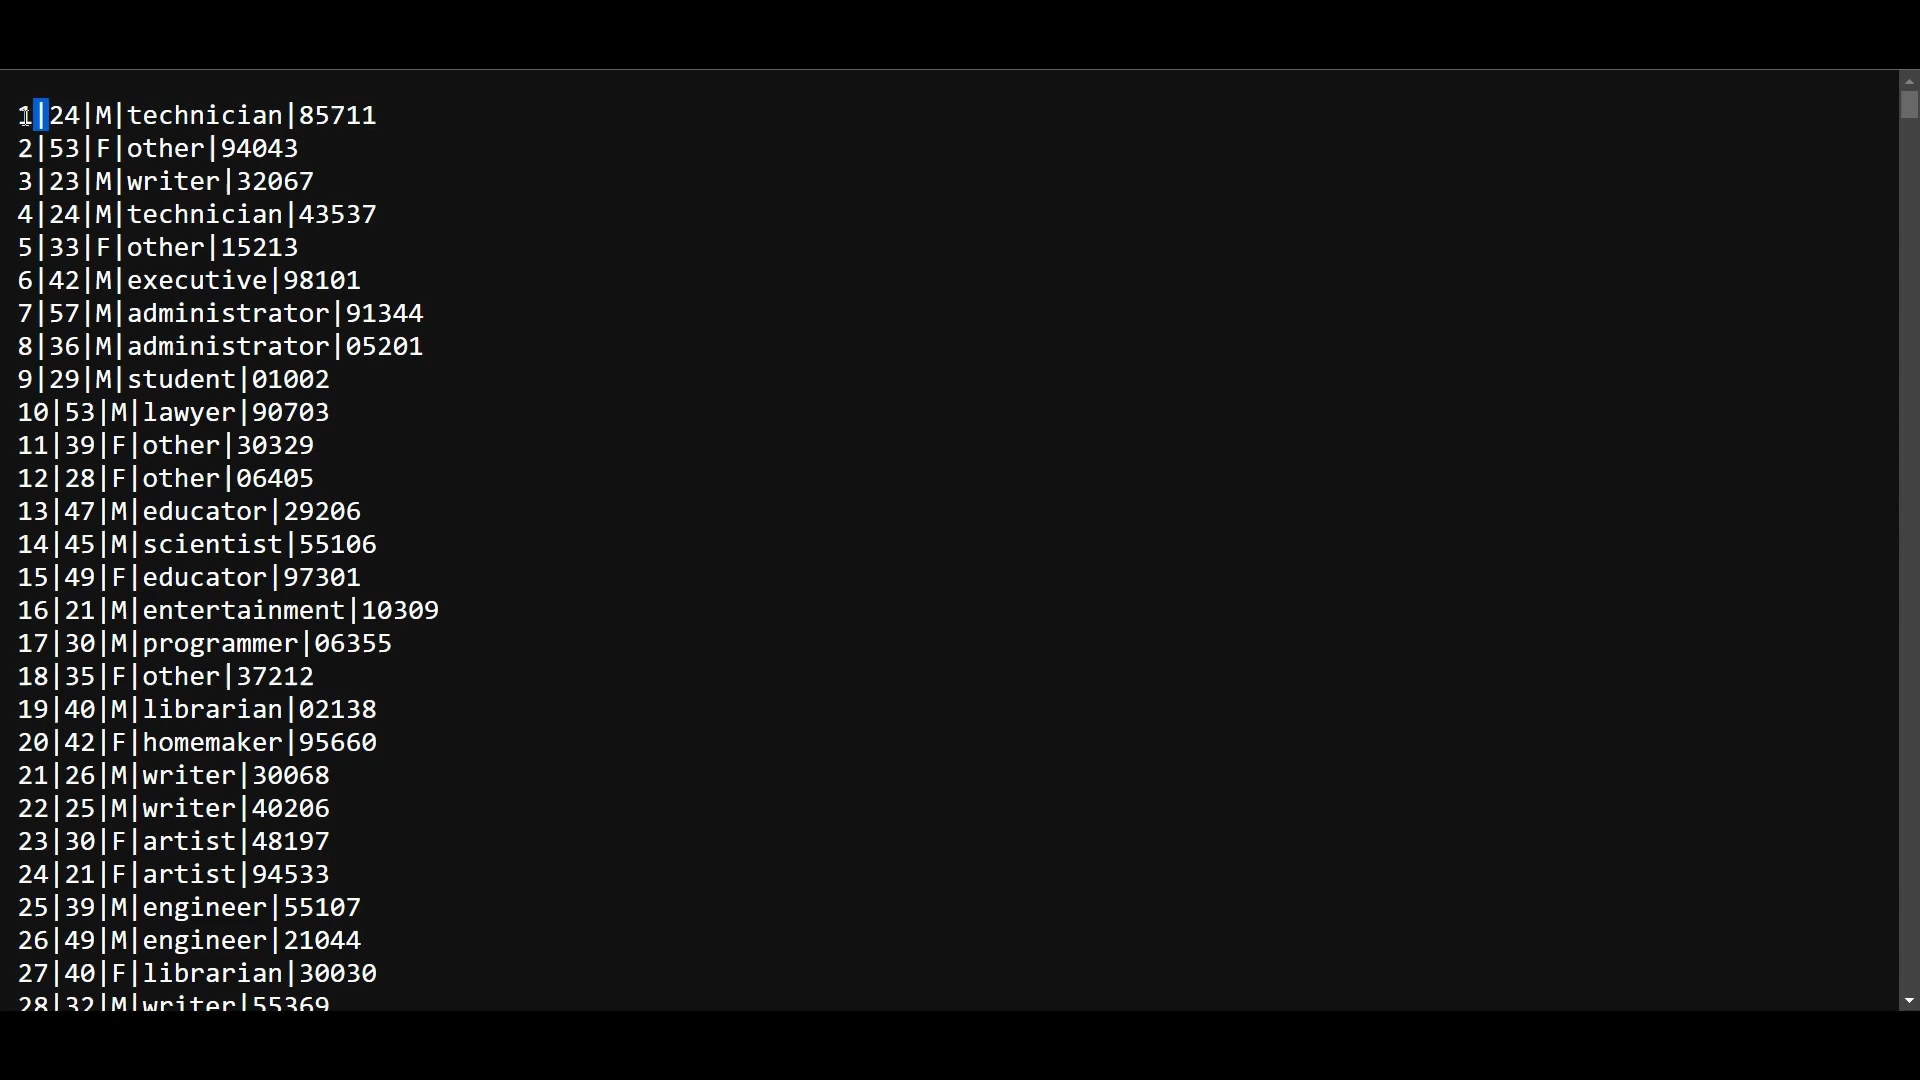 1|24|M|technician|85711
2|53|F|other|94043
3|23|M|writer|32067
4|24|M|technician|43537
5|33|F|other|15213
6|42|M|executive|98101
7|57|M|administrator|91344
8|36|M|administrator|05201
9|29|M|student|01002
10|53|M|lawyer|90703
11|39|F|other|30329
12|28|F|other|06405
13|47|M|educator|29206
14|45|M|scientist|55106
15|49|F|educator|97301
16|21|M|entertainment|10309
17|30|M|programmer|06355
18|35|F|other|37212
19|40|M|librarian|02138
20|42|F|homemaker|95660
21|26|M|writer|30068
22|25|M|writer|40206
23|30|F|artist|48197
24|21|F|artist|94533
25|39|M|engineer|55107
26|49|M|engineer|21044
27|40|F|librarian|30030
28|32|M|writer|55369